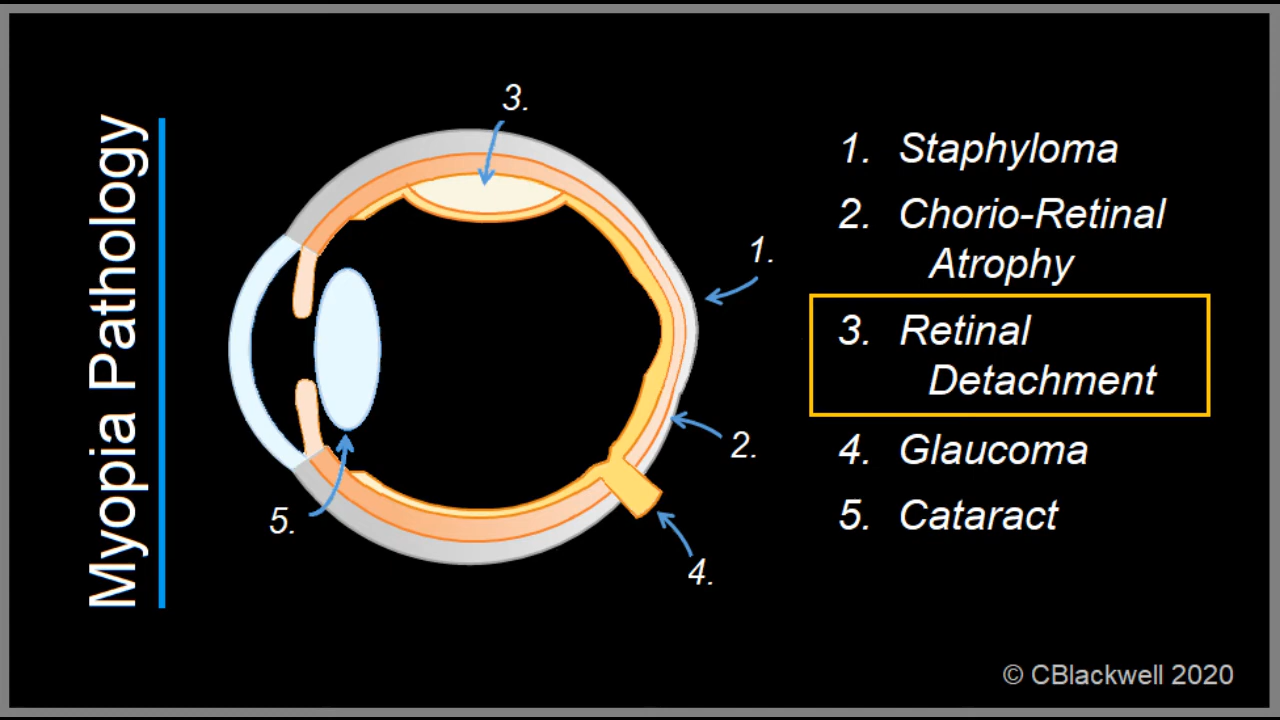 Myopia Pathology
3.
1.
2.
4.
5.
1. Staphyloma
2. Chorio-Retinal
Atrophy
3. Retinal
Detachment
4. Glaucoma
5. Cataract
© CBlackwell 2020